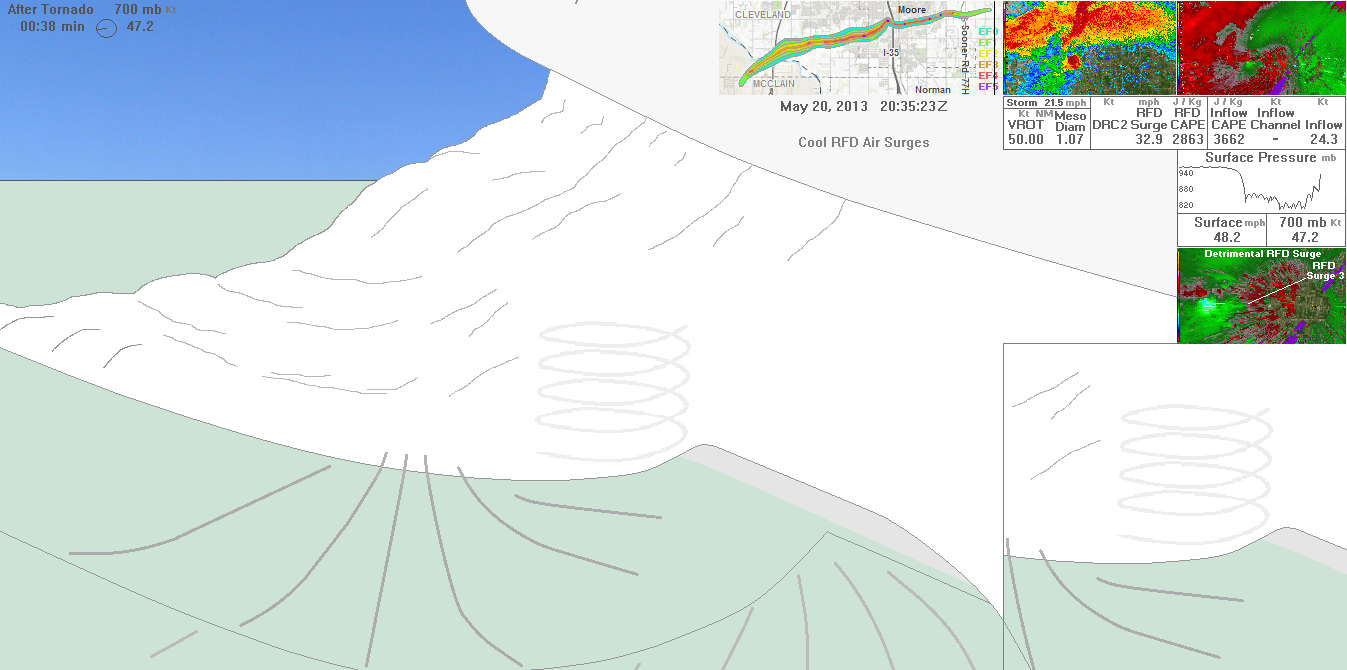 After Tornado 700 mb Kt
00:38 min 47.2
CLEVELAND
Moore
I-35
Sooner Rd
77H
MCCLAIN
Norman
EF0
EF
EF2
EF3
EF4
EF5
May 20, 2013 20:35:23Z
Cool RFD Air Surges
Storm 21.5 mph
Kt NM
VROT Meso Diam
50.00 1.07
Kt mph J / Kg
DRC2 RFD Surge RFD CAPE
32.9 2863
J / Kg Kt Kt
Inflow CAPE Inflow Channel Inflow
3662 - 24.3
Surface Pressure mb
940
880
820
Surface mph 700 mb Kt
48.2 47.2
Detrimental RFD Surge
RFD
Surge 3